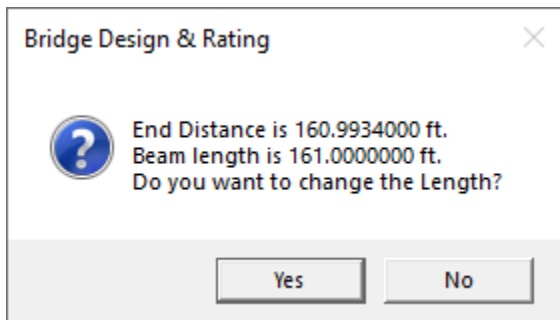 Bridge Design & Rating
End Distance is 160.9934000 ft.
Beam length is 161.0000000 ft.
Do you want to change the Length?
Yes
No